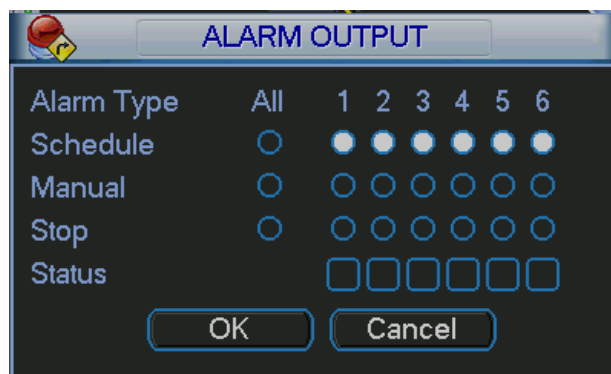 ALARM OUTPUT
Alarm Type All 1 2 3 4 5 6
Schedule
Manual
Stop
Status
OK Cancel